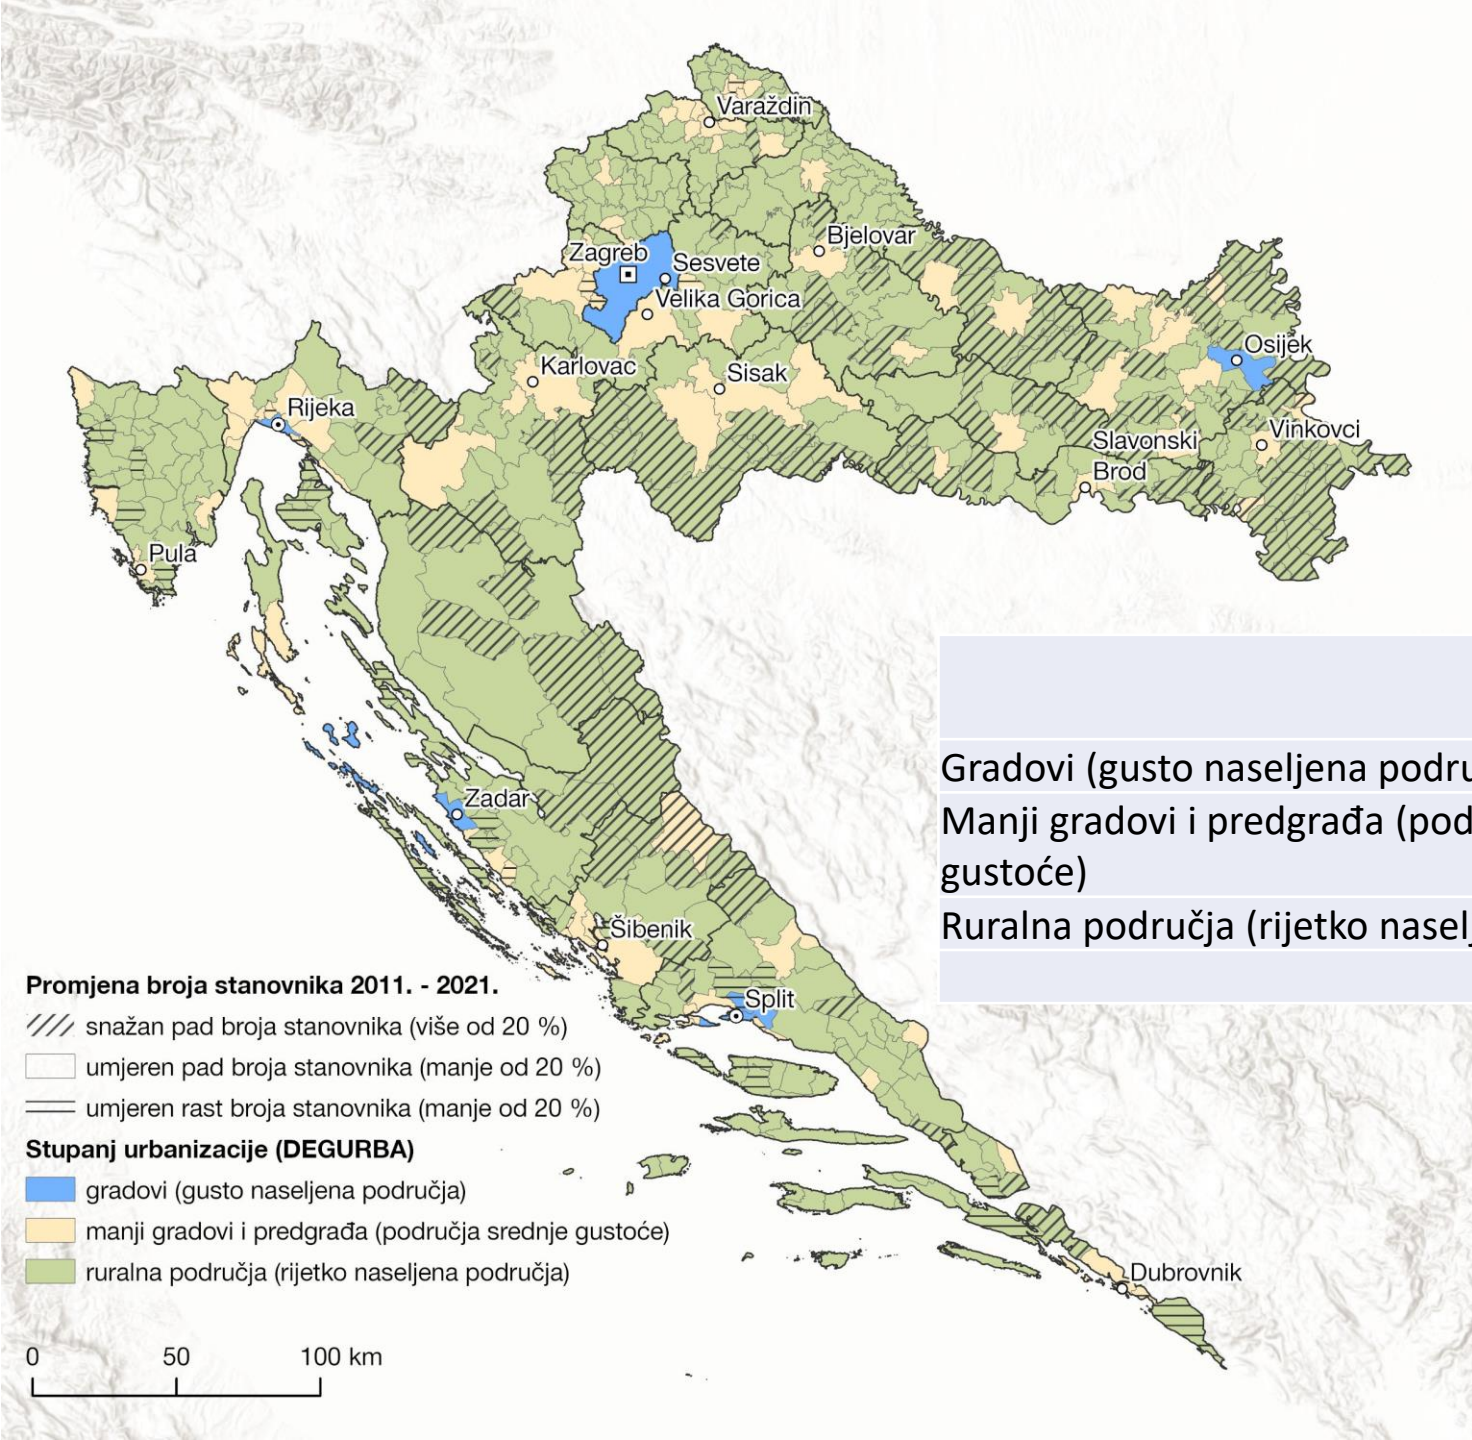 Varaždin
Bjelovar
Zagreb
Sesvete
Velika Gorica
Osijek
Karlovac
Sisak
Rijeka
Vinkovci
Slavonski
Brod
Pula
Gradovi (gusto naseljena podru
Manji gradovi i predgrađa (pod
gustoće)
Zadar
Ruralna područja (rijetko nasel
Šibenik
Split
Promjena broja stanovnika 2011. - 2021.
snažan pad broja stanovnika (više od 20 %)
umjeren pad broja stanovnika (manje od 20 %)
umjeren rast broja stanovnika (manje od 20 %)
Stupanj urbanizacije (DEGURBA)
gradovi (gusto naseljena područja)
manji gradovi i predgrađa (područja srednje gustoće)
ruralna područja (rijetko naseljena područja)
Dubrovnik
0 50 100 km